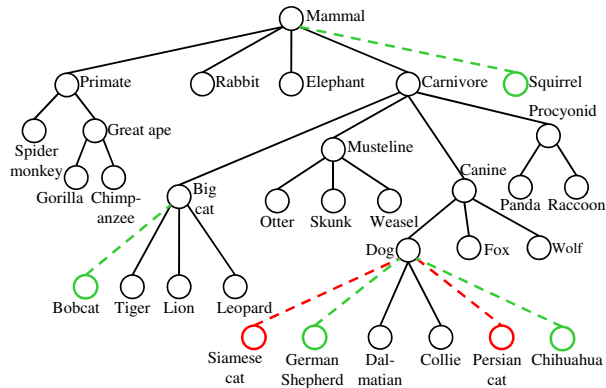 Mammal
Primate
Rabbit
Elephant
Carnivore
Squirrel
Procyonid
Great ape
Spider
monkey
Musteline
Gorilla
Chimp-
anzee
Big
cat
Canine
Panda
Raccoon
Otter
Skunk
Weasel
Dog
Fox
Wolf
Bobcat
Tiger
Lion
Leopard
Siamese
cat
German
Shepherd
Dal-
matian
Collie
Persian
cat
Chihuahua